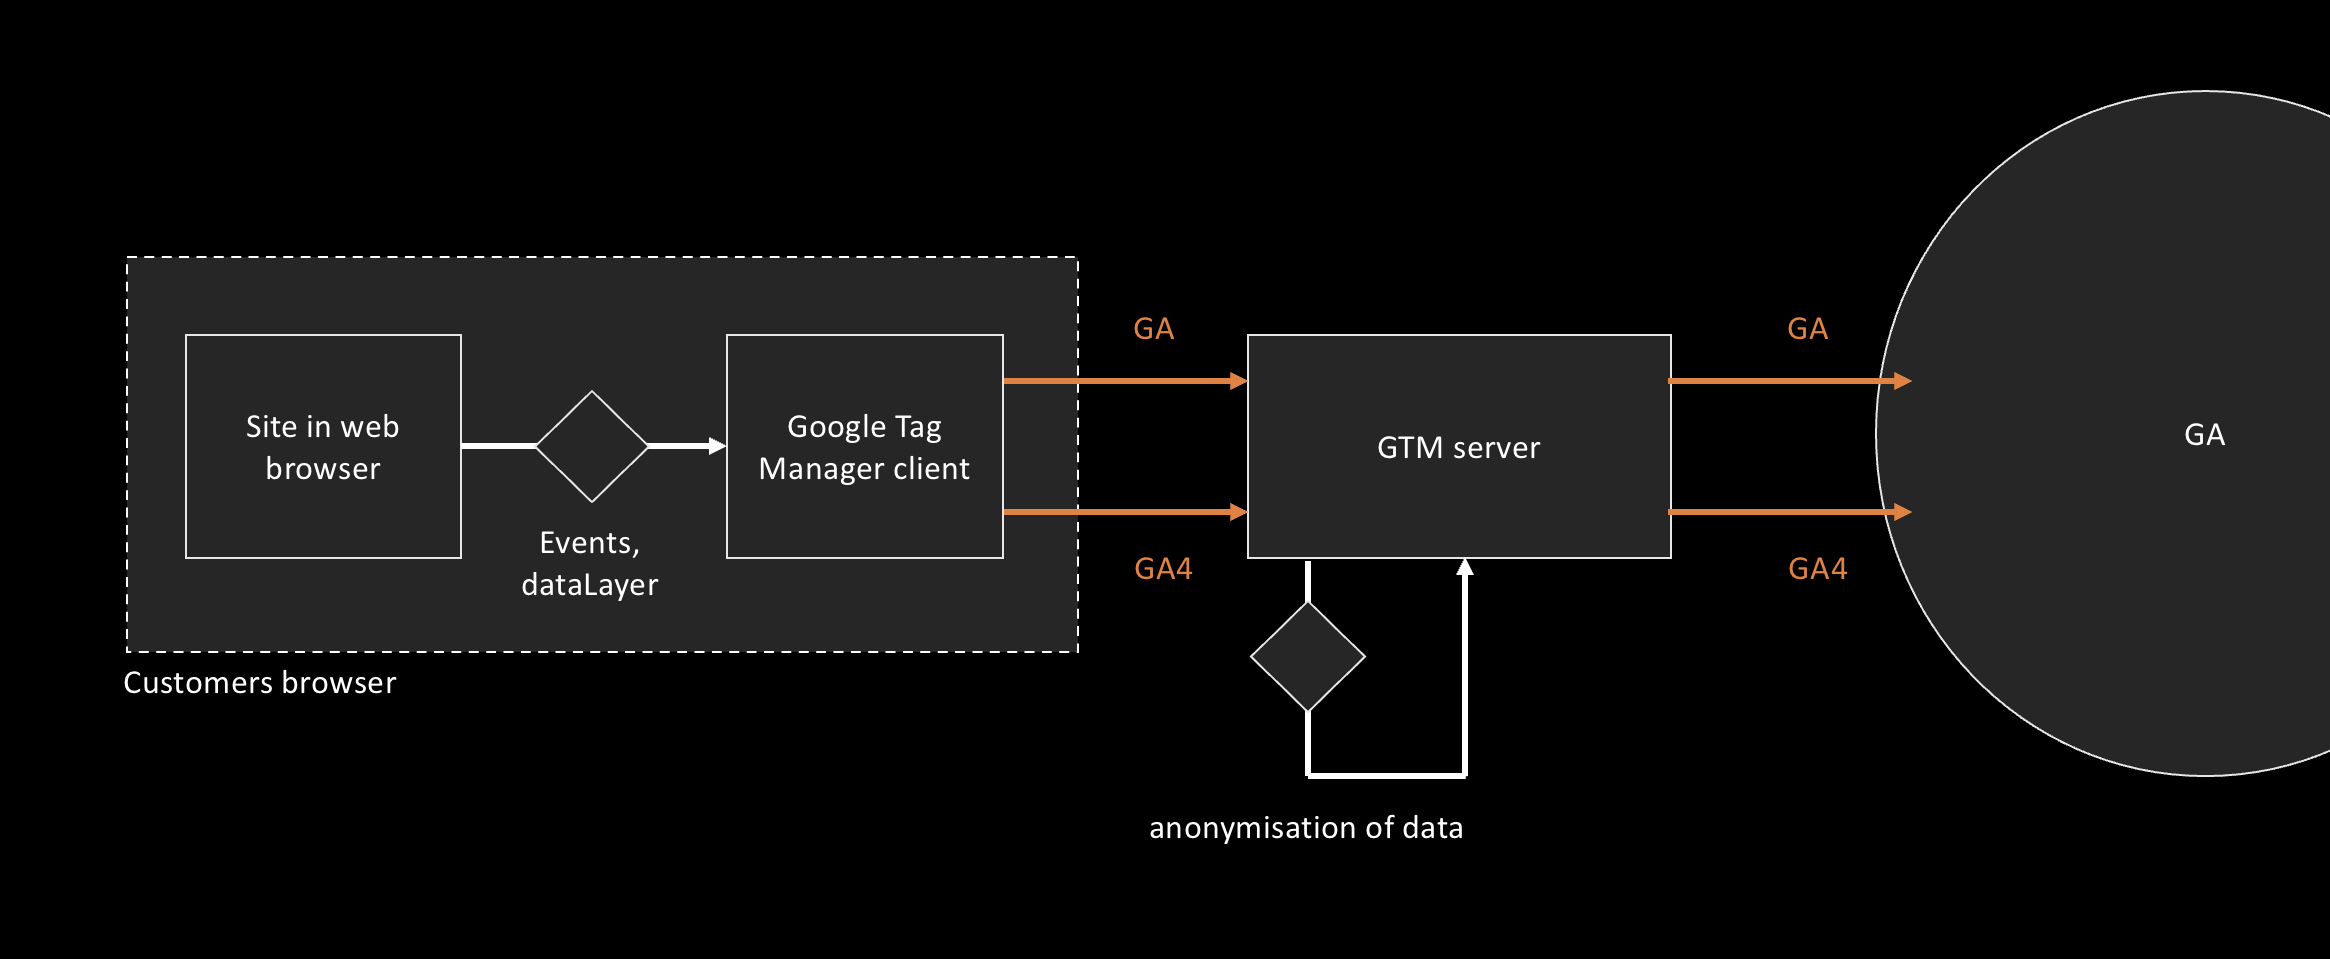 Site in web
browser
Events,
dataLayer
Google Tag
Manager client
Customers browser
GA
GA4
GTM server
anonymisation of data
GA
GA4
GA